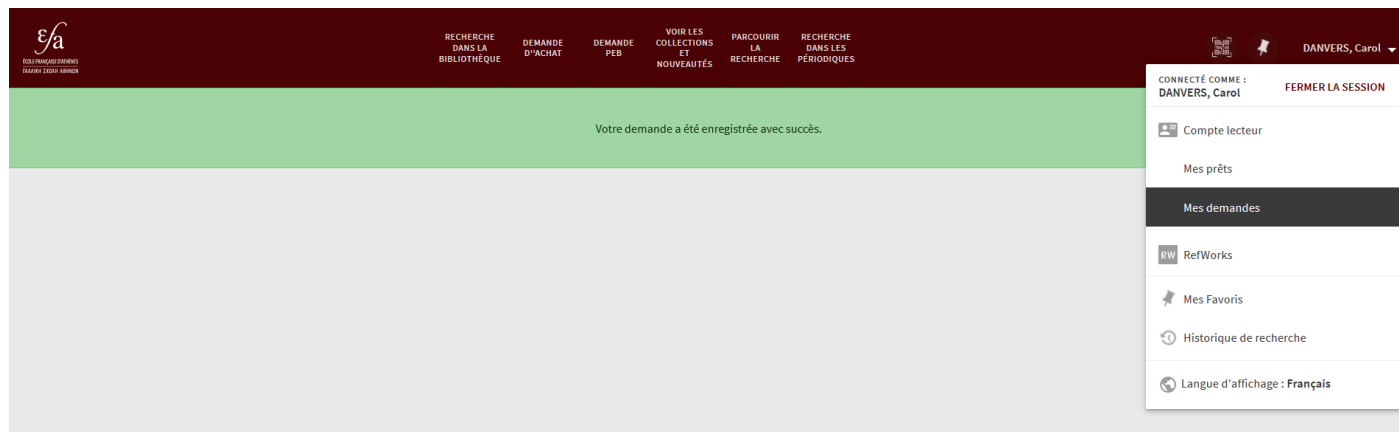 εfa
ÉCOLE FRANÇAISE D'ATHÈNES
ΓΑΛΛΙΚΗ ΣΧΟΛΗ ΑΘΗΝΩΝ
RECHERCHE
DANS LA
BIBLIOTHÈQUE
DEMANDE
D''ACHAT
DEMANDE
PEB
VOIR LES
COLLECTIONS
ET
NOUVEAUTÉS
PARCOURIR
LA
RECHERCHE
RECHERCHE
DANS LES
PÉRIODIQUES
DANVERS, Carol
CONNECTÉ COMME :
DANVERS, Carol
FERMER LA SESSION
Votre demande a été enregistrée avec succès.
Compte lecteur
Mes prêts
Mes demandes
RW RefWorks
Mes Favoris
Historique de recherche
Langue d'affichage : Français